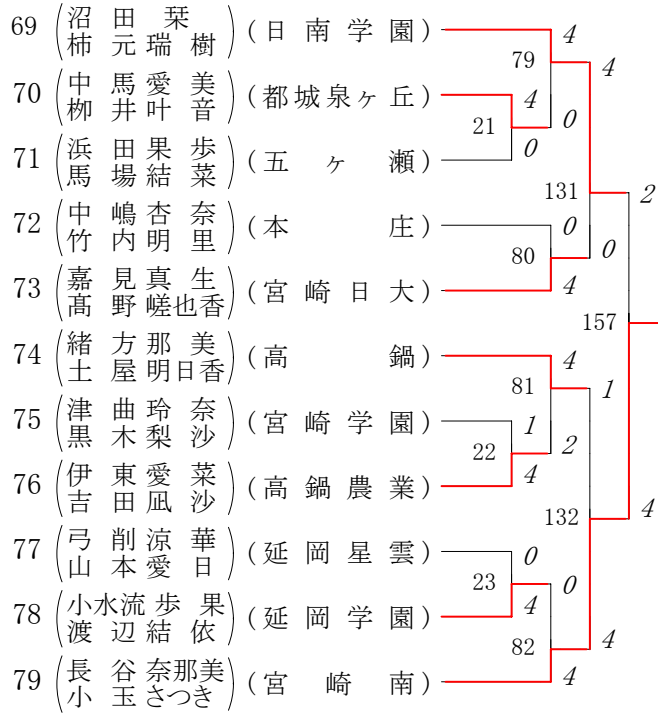 69 (沼田 栞 / 柿元瑞樹) (日南学園) 4
79 4
70 (中馬愛美 / 栁井叶音) (都城泉ヶ丘) 4
21 0
71 (浜田果歩 / 馬場結菜) (五ヶ瀬) 0
131 2
72 (中嶋杏奈 / 竹内明里) (本庄) 0
80 0
73 (嘉見真生 / 髙野嵯也香) (宮崎日大) 4
157
74 (緒方那美 / 土屋明日香) (高鍋) 4
81 1
75 (津曲玲奈 / 黒木梨沙) (宮崎学園) 1
22 2
76 (伊東愛菜 / 吉田凪沙) (高鍋農業) 4
132 4
77 (弓削涼華 / 山本愛日) (延岡星雲) 0
23 0
78 (小水流歩果 / 渡辺結依) (延岡学園) 4
82 4
79 (長谷奈那美 / 小玉さつき) (宮崎南) 4